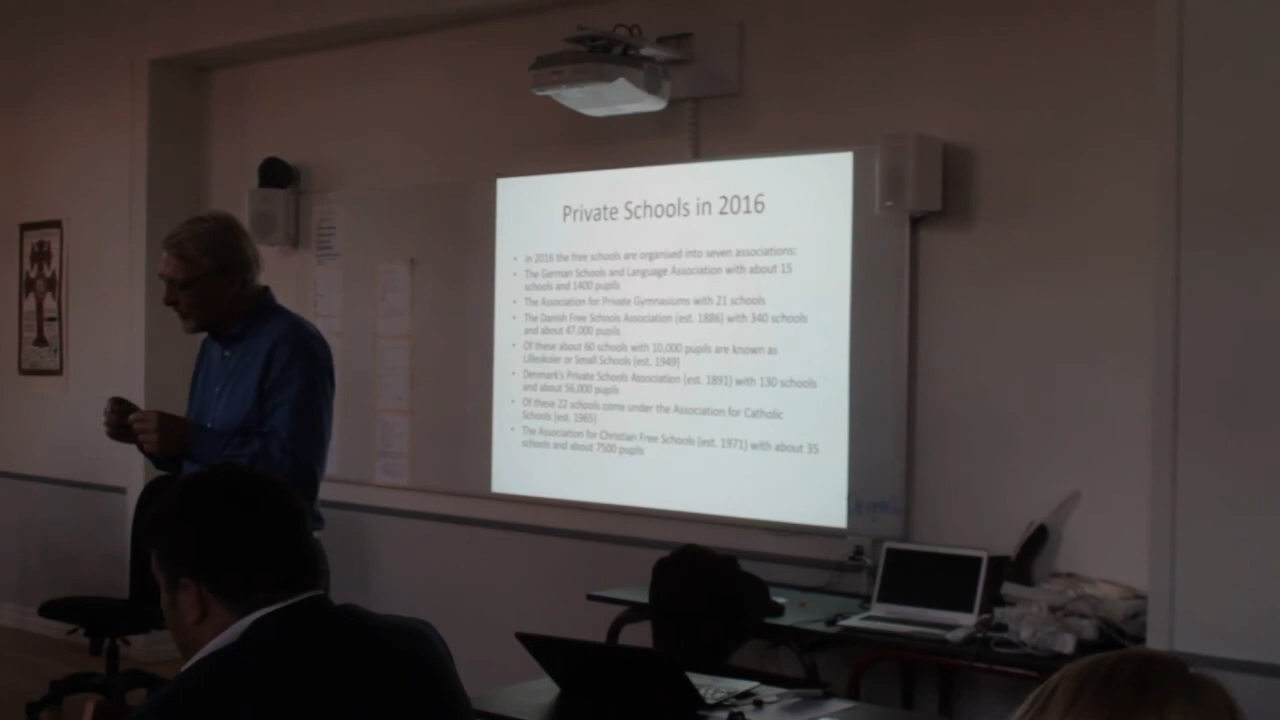 Private Schools in 2016
• In 2016 the free schools are organised into seven associations:
• The German Schools and Language Association with about 15
schools and 1400 pupils
• The Association for Private Gymnasiums with 21 schools
• The Danish Free Schools Association (est. 1886) with 340 schools
and about 47,000 pupils
• Of these about 60 schools with 10,000 pupils are known as
Lilleskoler or Small Schools (est. 1949)
• Denmark's Private Schools Association (est. 1891) with 130 schools
and about 56,000 pupils
• Of these 22 schools come under the Association for Catholic
Schools (est. 1965)
• The Association for Christian Free Schools (est. 1971) with about 35
schools and about 7500 pupils